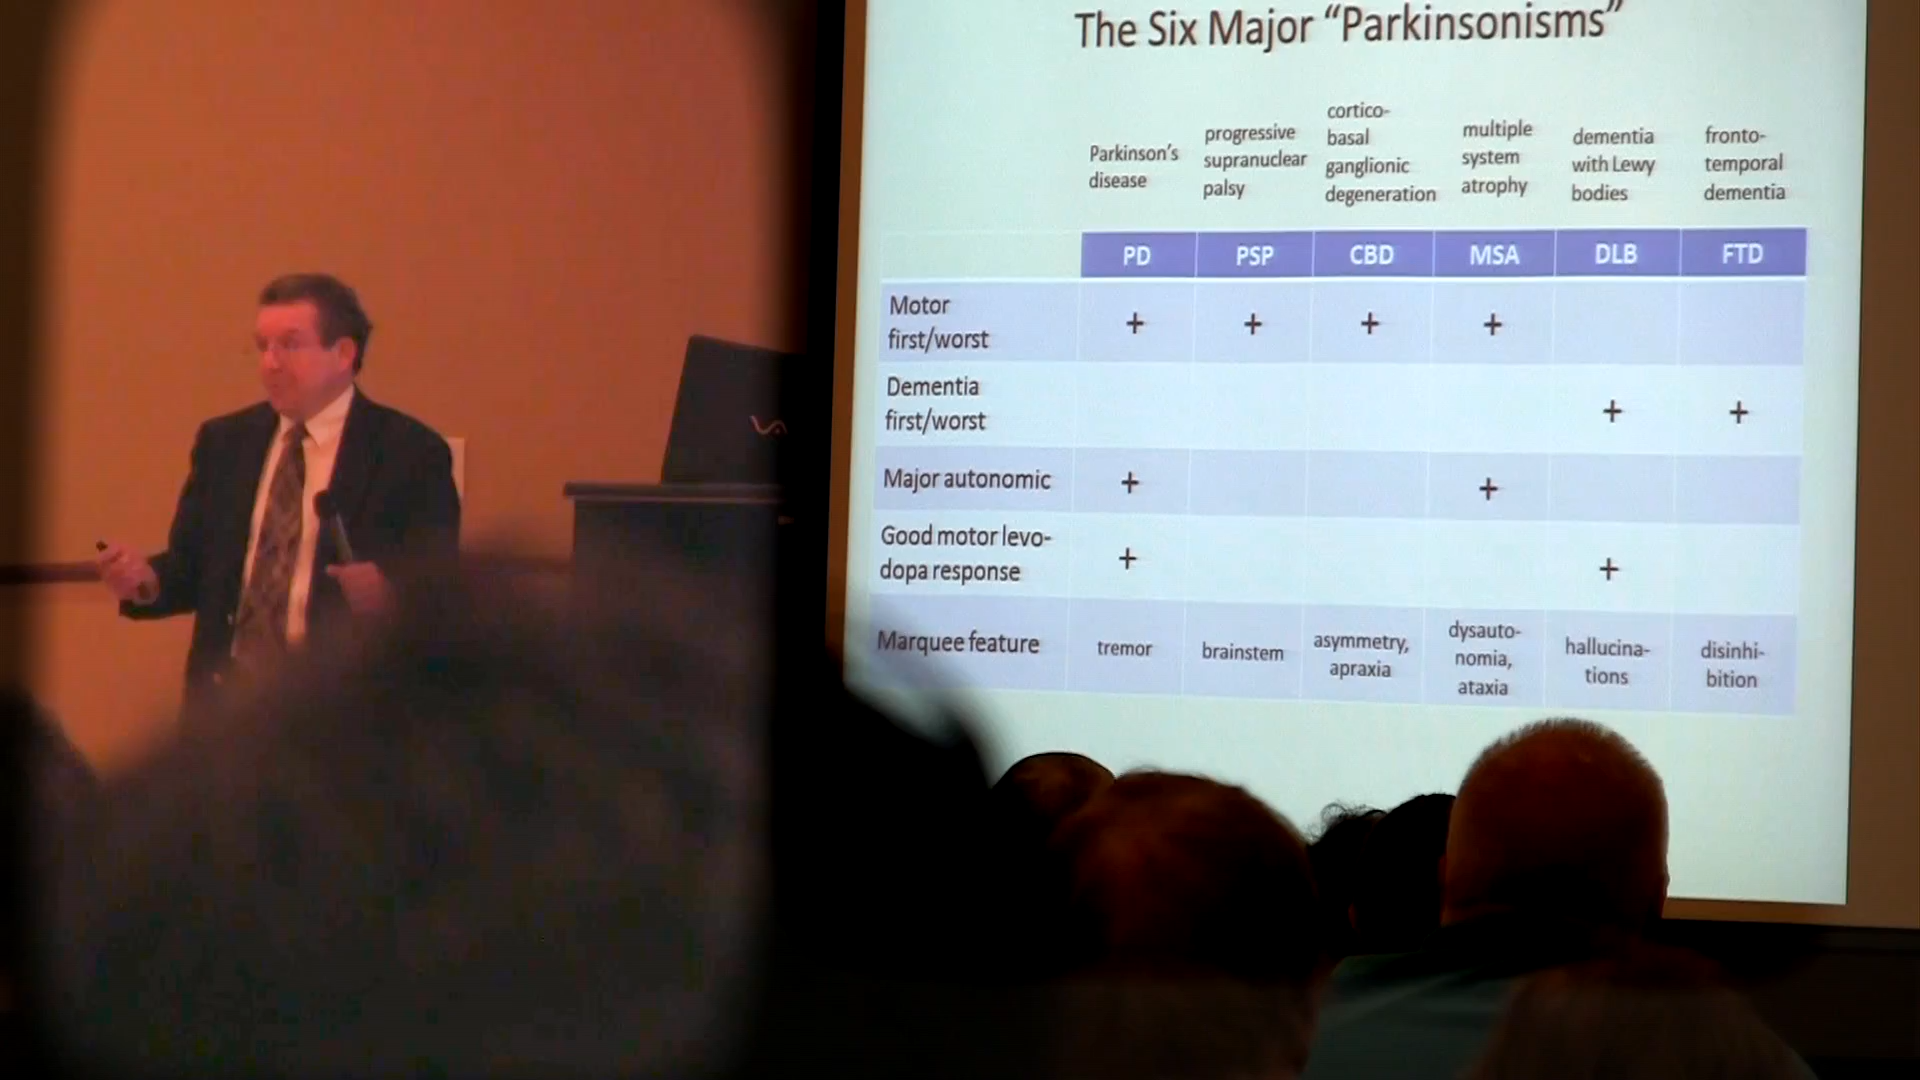 The Six Major “Parkinsonisms”
Parkinson’s
disease
progressive
supranuclear
palsy
cortico-
basal
ganglionic
degeneration
multiple
system
atrophy
dementia
with Lewy
bodies
fronto-
temporal
dementia
PD PSP CBD MSA DLB FTD
Motor
first/worst
+ + + +
Dementia
first/worst
+ +
Major autonomic + +
Good motor levo-
dopa response
+ +
Marquee feature
tremor
brainstem
asymmetry,
apraxia
dysauto-
nomia,
ataxia
hallucina-
tions
disinhi-
bition